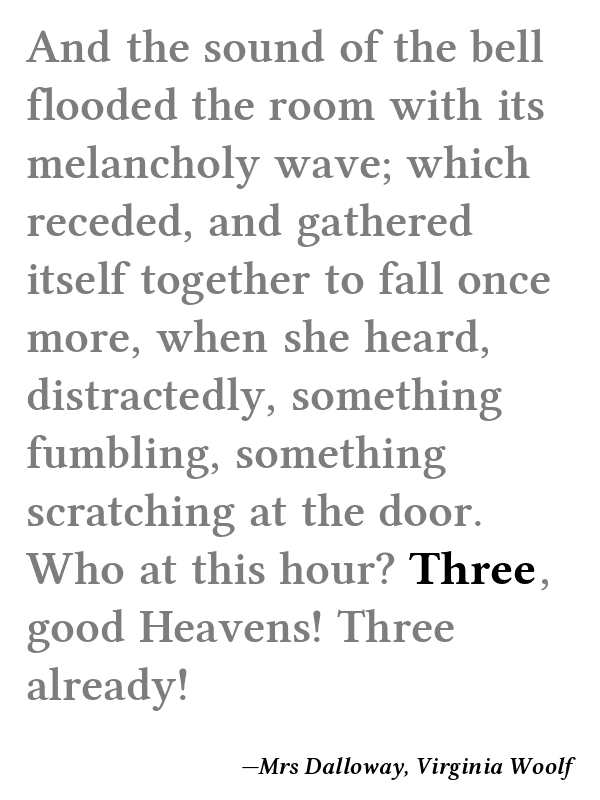 And the sound of the bell
flooded the room with its
melancholy wave; which
receded, and gathered
itself together to fall once
more, when she heard,
distractedly, something
fumbling, something
scratching at the door.
Who at this hour? Three,
good Heavens! Three
already!
—Mrs Dalloway, Virginia Woolf